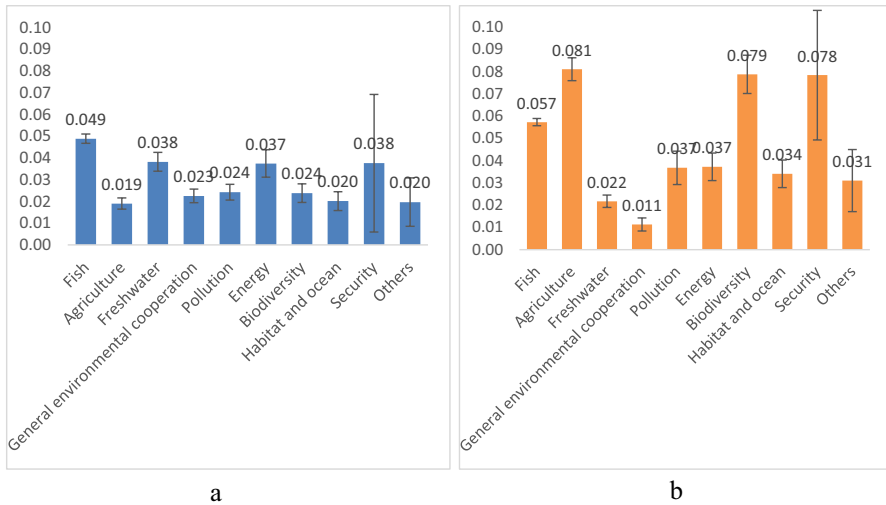 0.10
0.09
0.08
0.07
0.06
0.05
0.04
0.03
0.02
0.01
0.00
0.049
0.019
0.038
0.023
0.024
0.037
0.024
0.020
0.038
0.020
Fish
Agriculture
Freshwater
General environmental cooperation
Pollution
Energy
Biodiversity
Habitat and ocean
Security
Others
a
0.10
0.09
0.08
0.07
0.06
0.05
0.04
0.03
0.02
0.01
0.00
0.057
0.081
0.022
0.011
0.037
0.037
0.079
0.034
0.078
0.031
Fish
Agriculture
Freshwater
General environmental cooperation
Pollution
Energy
Biodiversity
Habitat and ocean
Security
Others
b